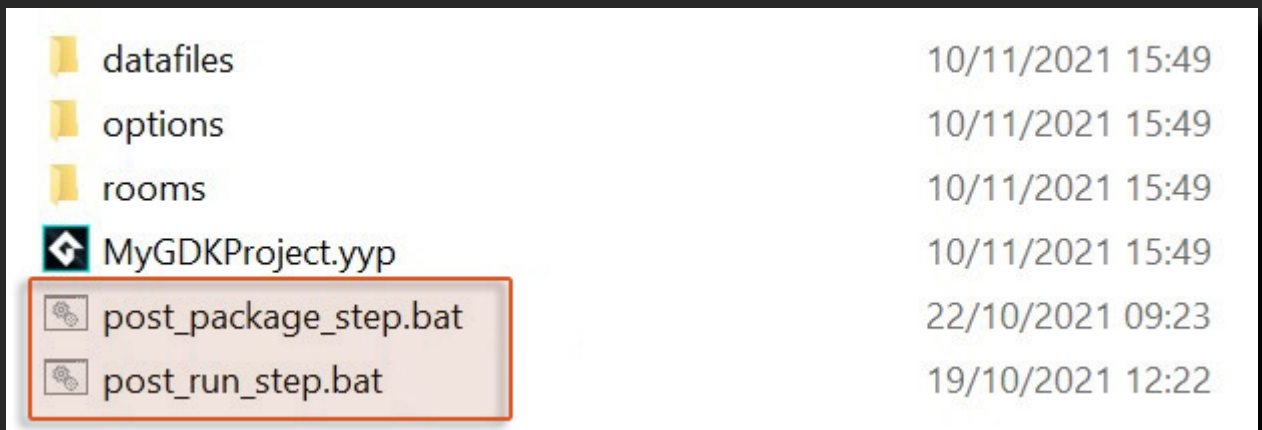 datafiles 10/11/2021 15:49
options 10/11/2021 15:49
rooms 10/11/2021 15:49
MyGDKProject.yyp 10/11/2021 15:49
post_package_step.bat 22/10/2021 09:23
post_run_step.bat 19/10/2021 12:22